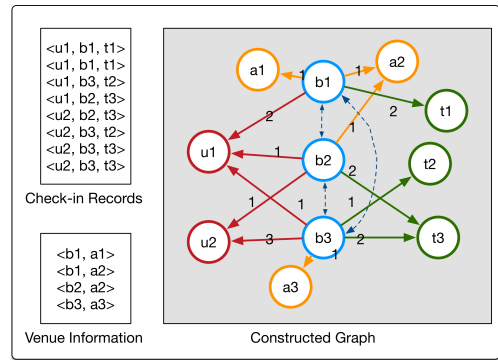 <u1, b1, t1>
<u1, b1, t1>
<u1, b3, t2>
<u1, b2, t3>
<u2, b2, t3>
<u2, b3, t2>
<u2, b3, t3>
<u2, b3, t3>
Check-in Records
<b1, a1>
<b1, a2>
<b2, a2>
<b3, a3>
Venue Information
a1
1
b1
1
a2
2
2
t1
1
u1
1
b2
2
t2
1
1
1
u2
3
b3
2
t3
1
a3
Constructed Graph